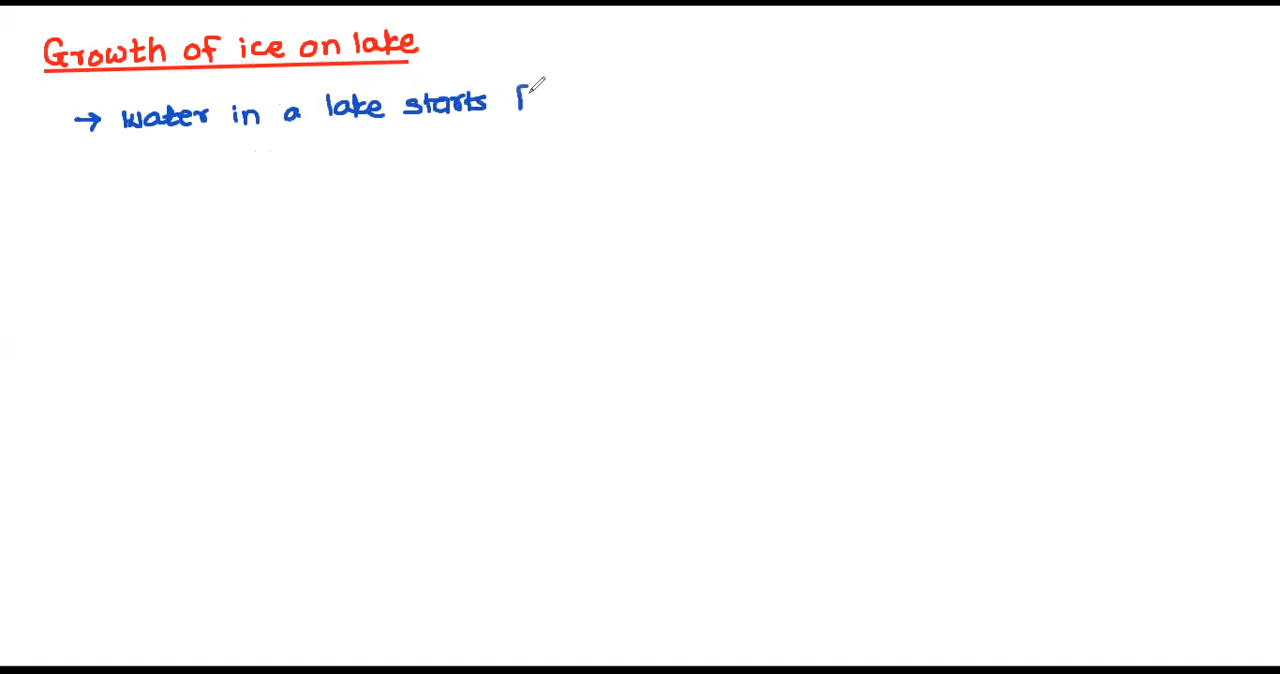 Growth of ice on lake
→ Water in a lake starts